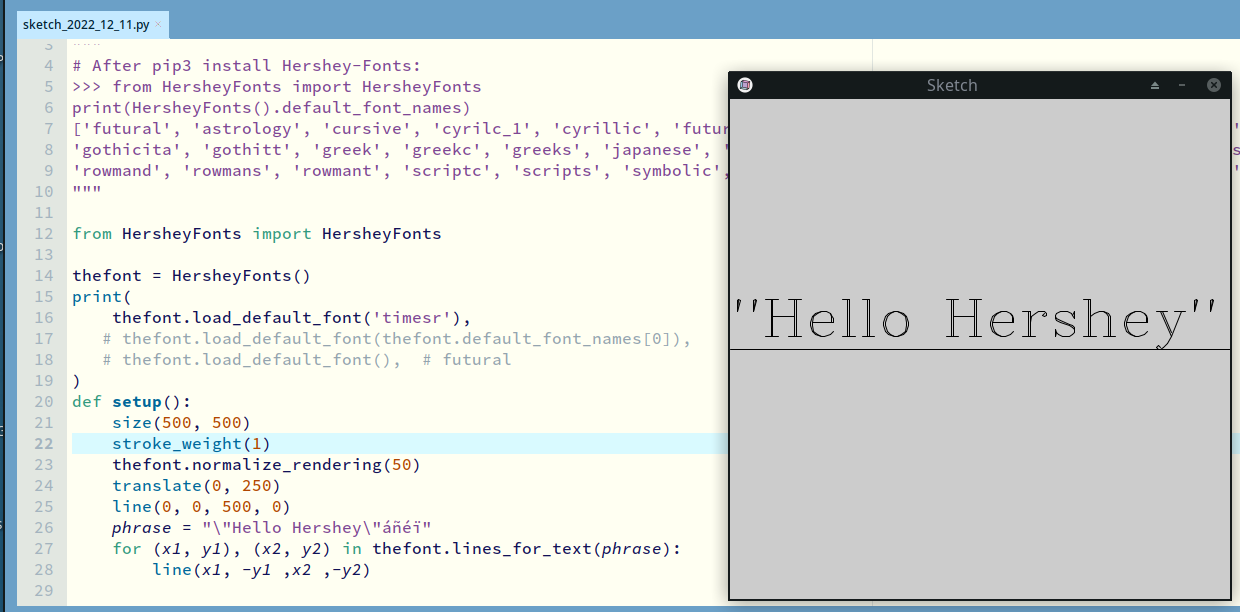 sketch_2022_12_11.py ×
3 """
4 # After pip3 install Hershey-Fonts:
5 >>> from HersheyFonts import HersheyFonts
6 print(HersheyFonts().default_font_names)
7 ['futural', 'astrology', 'cursive', 'cyrilc_1', 'cyrillic',
8 'gothicita', 'gothitt', 'greek', 'greekc', 'greeks', 'japanese',
9 'rowmand', 'rowmans', 'rowmant', 'scriptc', 'scripts', 'symbolic',
10 """
11
12 from HersheyFonts import HersheyFonts
13
14 thefont = HersheyFonts()
15 print(
16 thefont.load_default_font('timesr'),
17 # thefont.load_default_font(thefont.default_font_names[0]),
18 # thefont.load_default_font(),  # futural
19 )
20 def setup():
21 size(500, 500)
22 stroke_weight(1)
23 thefont.normalize_rendering(50)
24 translate(0, 250)
25 line(0, 0, 500, 0)
26 phrase = "\"Hello Hershey\"áñéï"
27 for (x1, y1), (x2, y2) in thefont.lines_for_text(phrase):
28 line(x1, -y1 ,x2 ,-y2)
29
Sketch
"Hello Hershey"